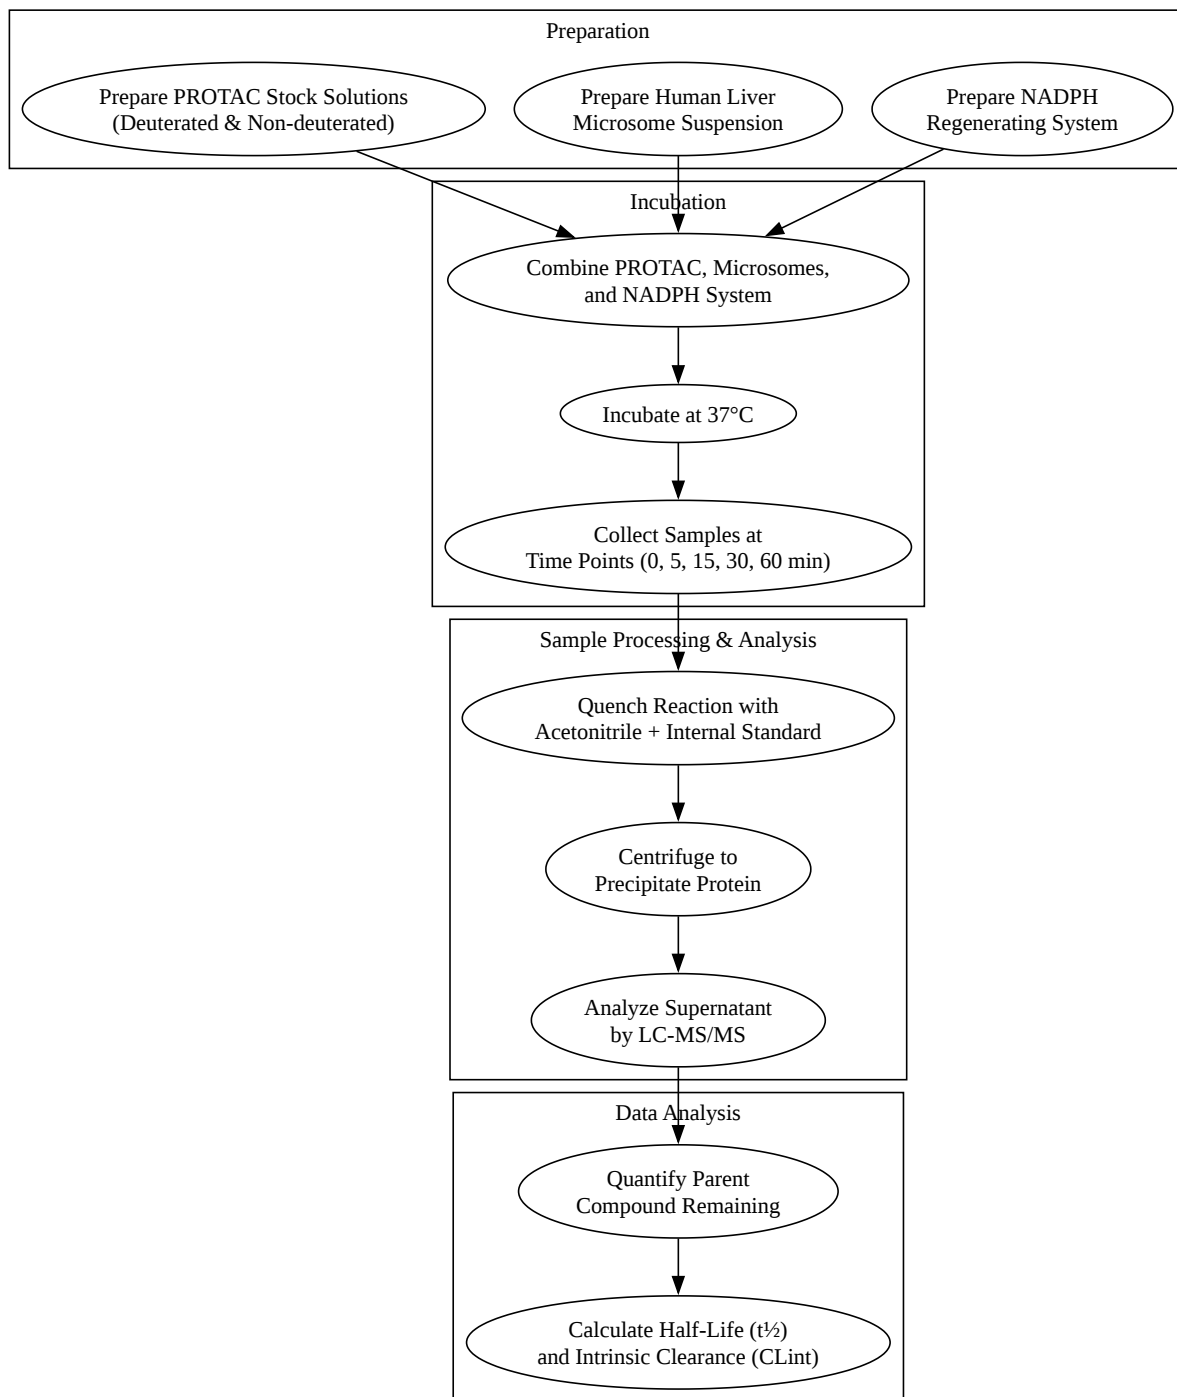 Preparation
Prepare PROTAC Stock Solutions
(Deuterated & Non-deuterated)
Prepare Human Liver
Microsome Suspension
Prepare NADPH
Regenerating System
Incubation
Combine PROTAC, Microsomes,
and NADPH System
Incubate at 37°C
Collect Samples at
Time Points (0, 5, 15, 30, 60 min)
Sample Processing & Analysis
Quench Reaction with
Acetonitrile + Internal Standard
Centrifuge to
Precipitate Protein
Analyze Supernatant
by LC-MS/MS
Data Analysis
Quantify Parent
Compound Remaining
Calculate Half-Life (t½)
and Intrinsic Clearance (CLint)